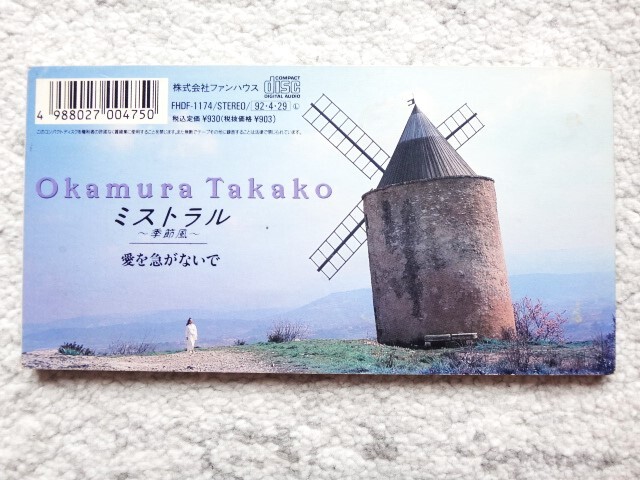 4 988027 004750
株式会社ファンハウス
COMPACT
disc
DIGITAL AUDIO
FHDF-1174/STEREO/92・4・29 Ⓛ
税込定価 ¥930(税抜価格 ¥903)
Okamura Takako
ミストラル
〜季節風〜
愛を急がないで